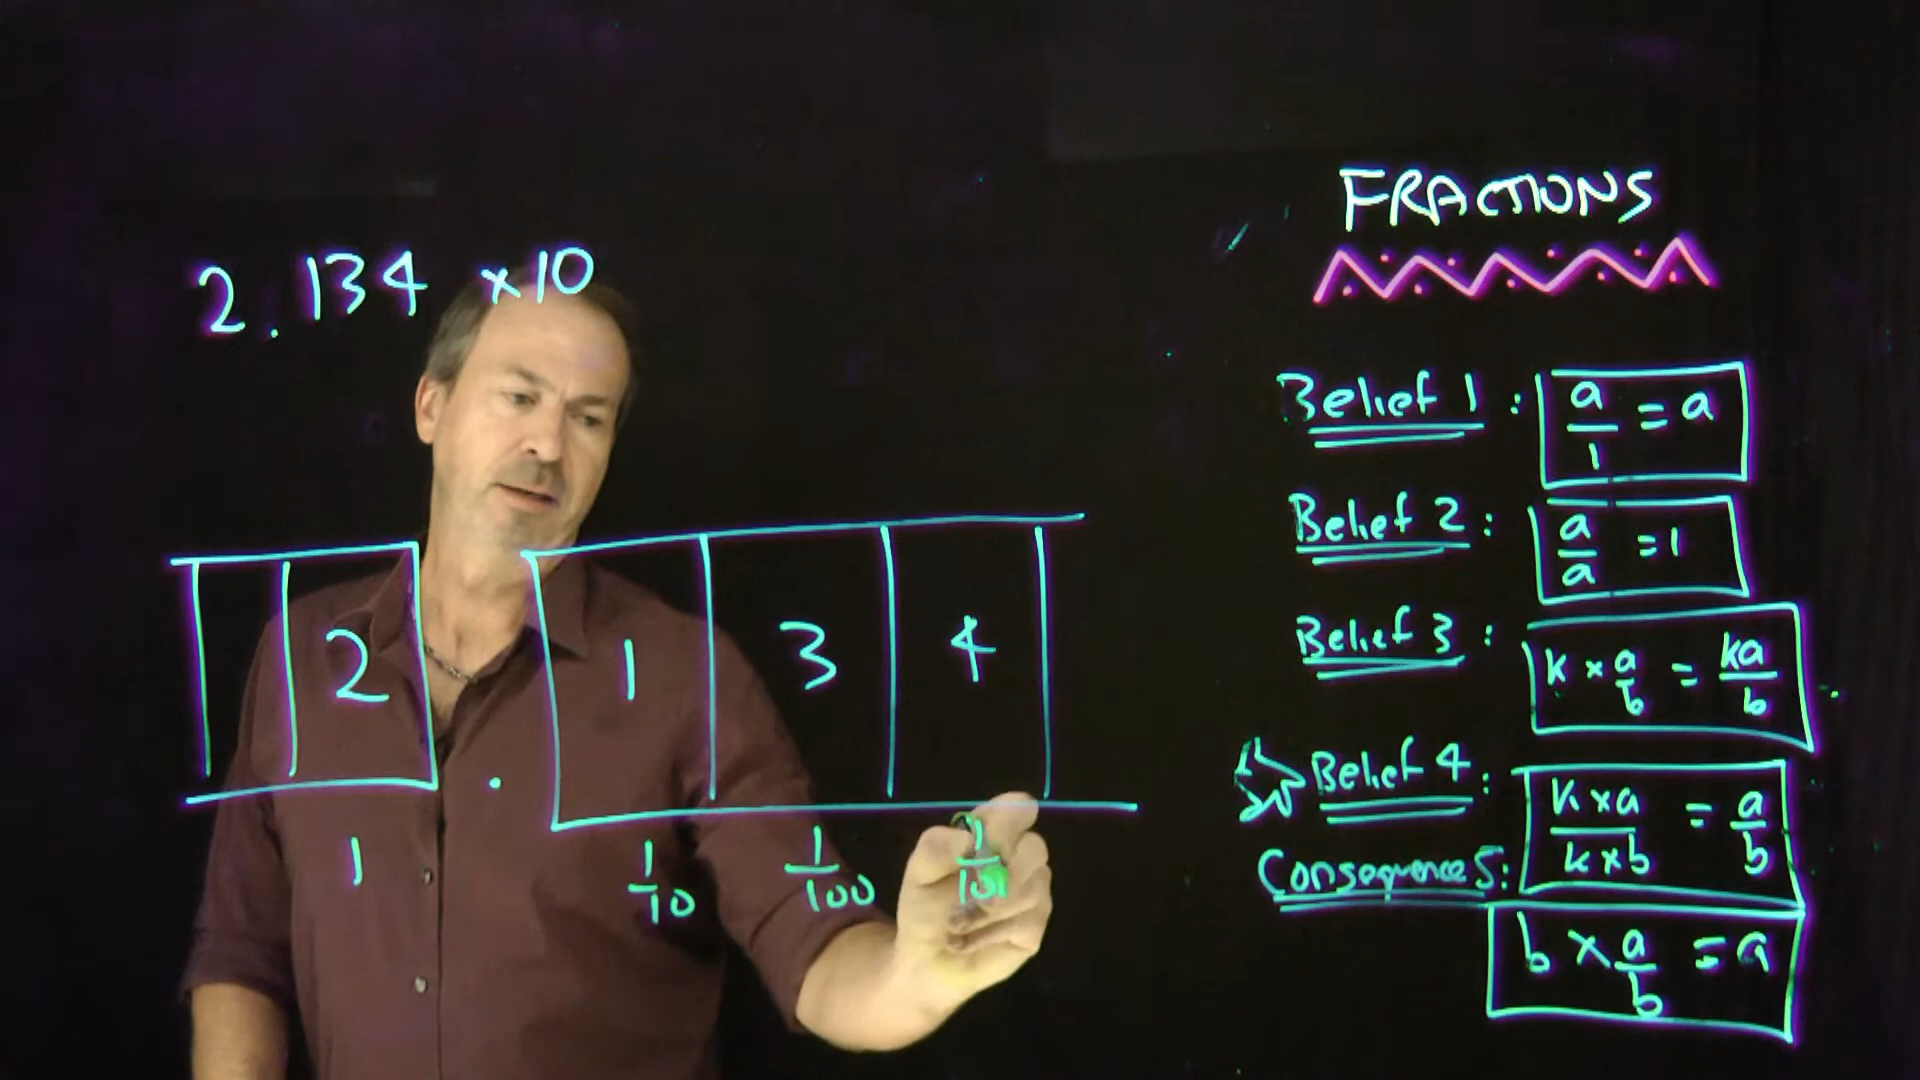 2.134 ×10
2 . 1 3 4
1 1/10 1/100
FRACTIONS
Belief 1 : a/1 = a
Belief 2 : a/a = 1
Belief 3 : k × a/b = ka/b
Belief 4 : k×a/k×b = a/b
Consequence 5: b × a/b = a